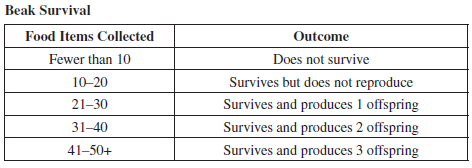 Beak Survival
Food Items Collected Outcome
Fewer than 10 Does not survive
10–20 Survives but does not reproduce
21–30 Survives and produces 1 offspring
31–40 Survives and produces 2 offspring
41–50+ Survives and produces 3 offspring